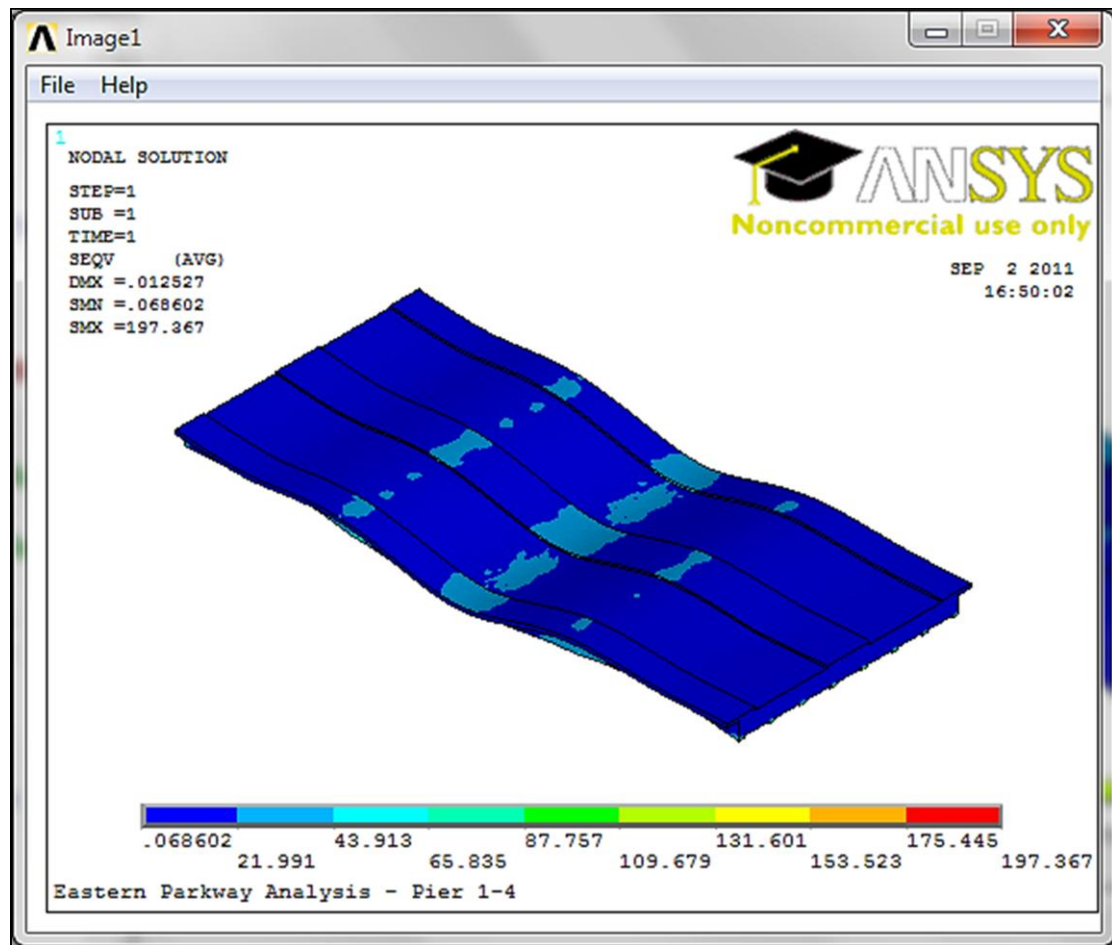 Image1
File Help
1
NODAL SOLUTION
STEP=1
SUB =1
TIME=1
SEQV (AVG)
DMX =.012527
SMN =.068602
SMX =197.367
ANSYS
Noncommercial use only
SEP 2 2011
16:50:02
.068602 43.913 87.757 131.601 175.445
21.991 65.835 109.679 153.523 197.367
Eastern Parkway Analysis - Pier 1-4